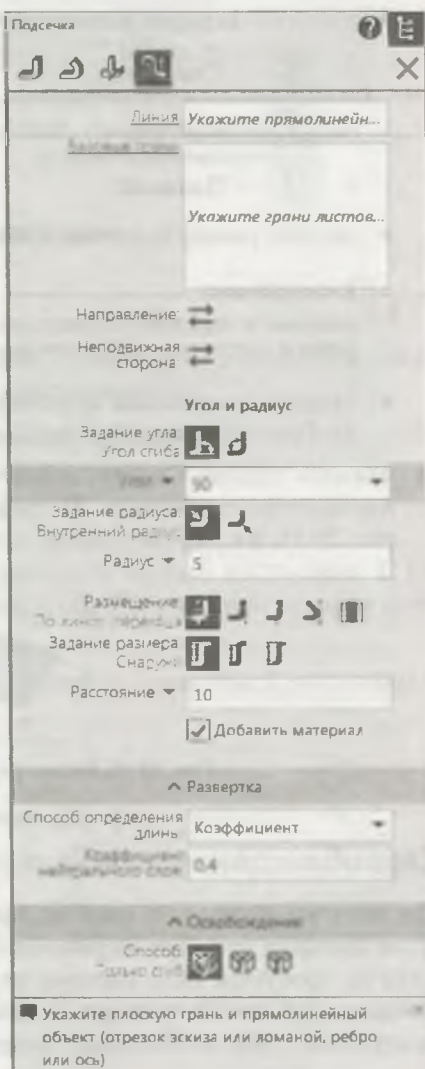 Подсечка
Линия Укажите прямолинейн...
Базовые грани
Укажите грани листов...
Направление:
Неподвижная
сторона:
Угол и радиус
Задание угла:
Угол сгиба
Угол 90
Задание радиуса:
Внутренний радиус
Радиус 5
Размещение:
По линии перехода
Задание размера:
Снаружи
Расстояние 10
Добавить материал
Развертка
Способ определения
длины: Коэффициент
Коэффициент
нейтрального слоя: 0.4
Освобождение
Способ:
Только сгиб
Укажите плоскую грань и прямолинейный
объект (отрезок эскиза или ломаной, ребро
или ось)